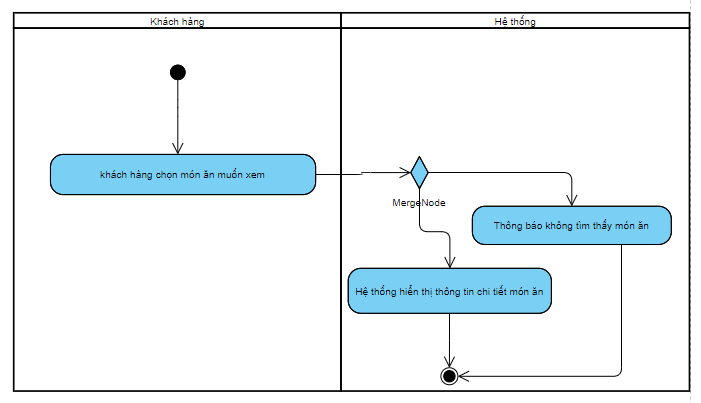 Khách hàng
Hệ thống
khách hàng chọn món ăn muốn xem
MergeNode
Thông báo không tìm thấy món ăn
Hệ thống hiển thị thông tin chi tiết món ăn